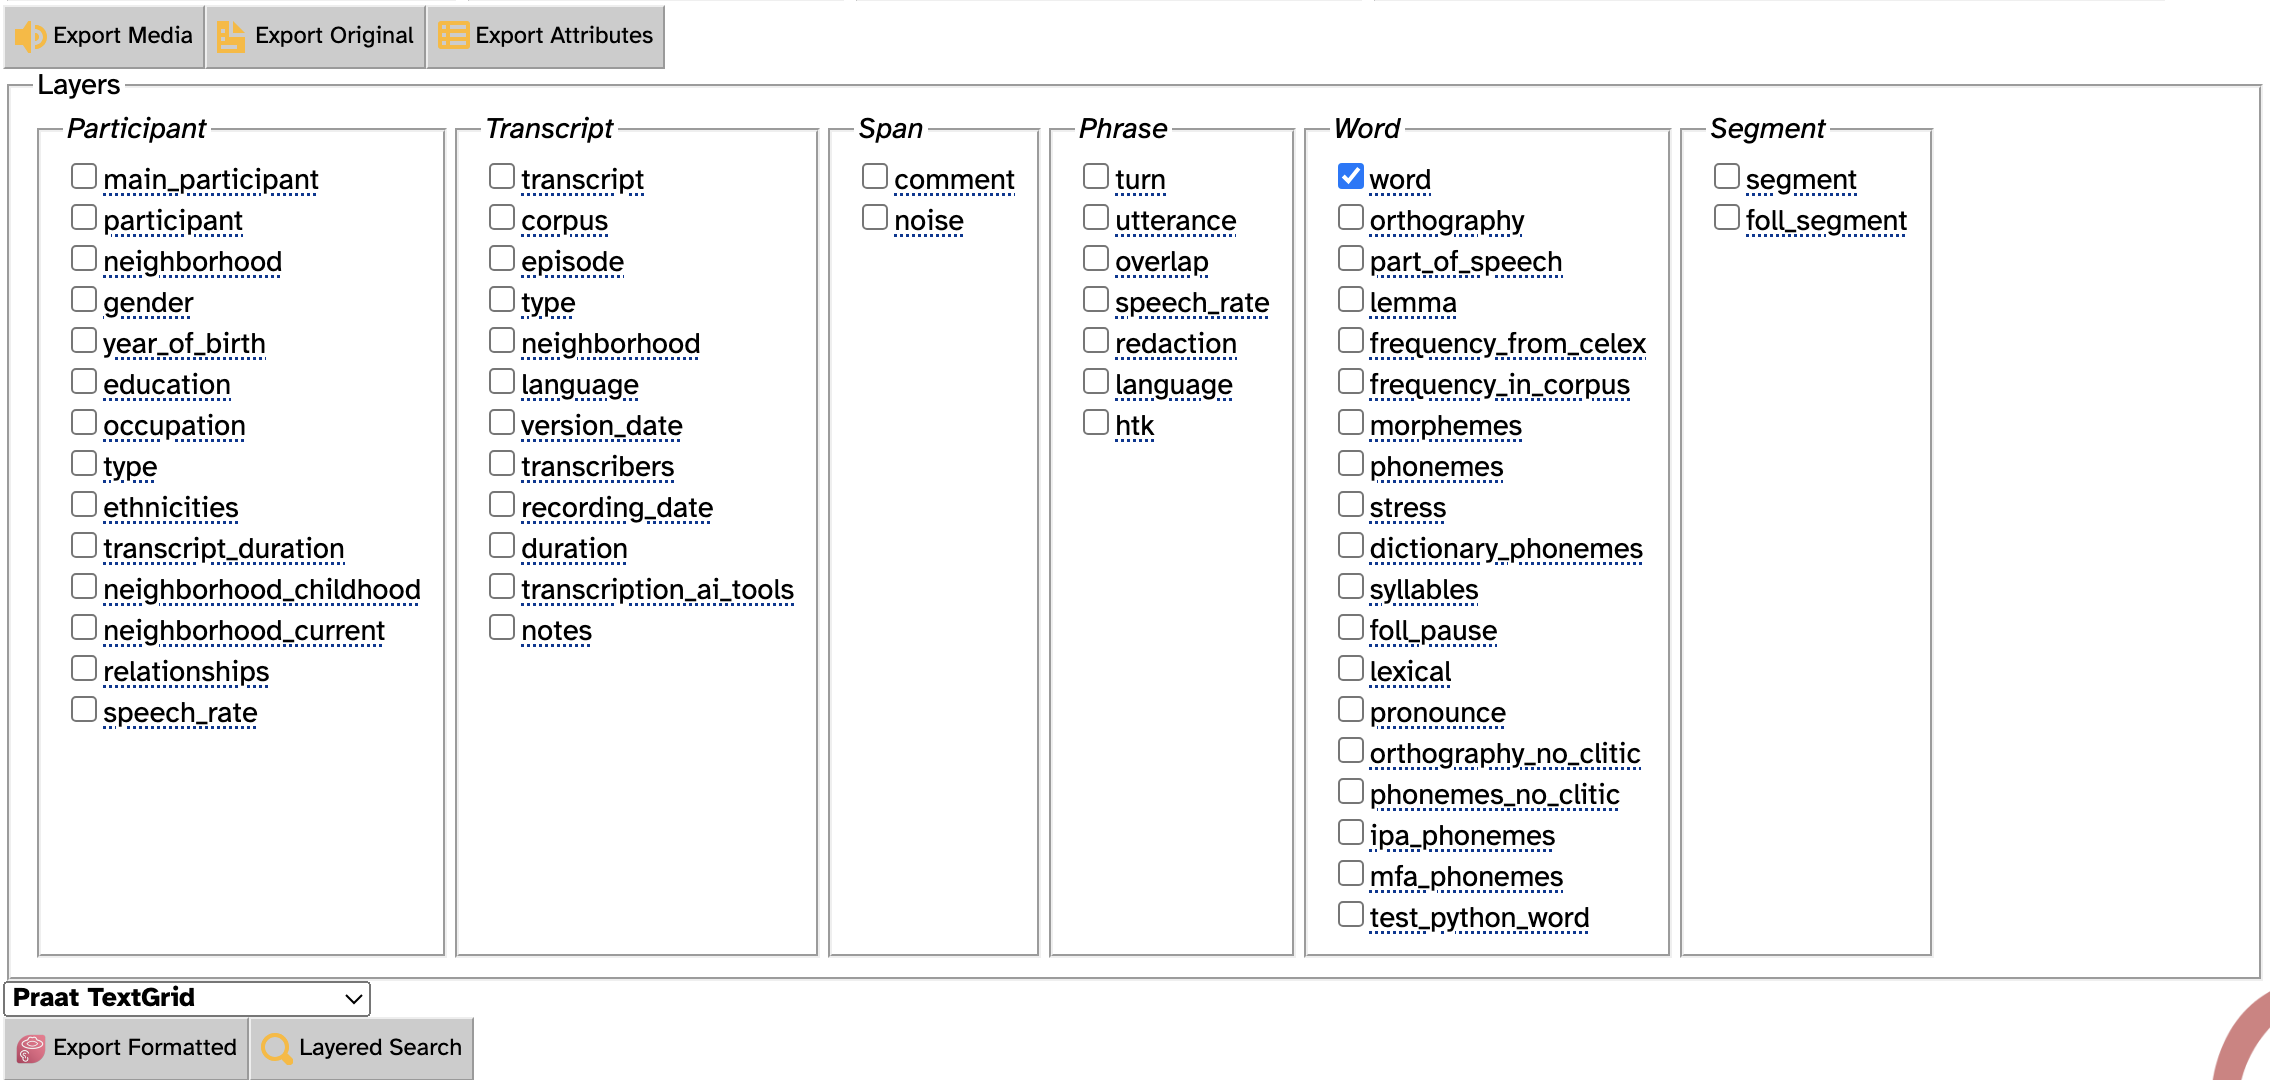 Export Media Export Original Export Attributes
Layers
Participant
main_participant
participant
neighborhood
gender
year_of_birth
education
occupation
type
ethnicities
transcript_duration
neighborhood_childhood
neighborhood_current
relationships
speech_rate
Transcript
transcript
corpus
episode
type
neighborhood
language
version_date
transcribers
recording_date
duration
transcription_ai_tools
notes
Span
comment
noise
Phrase
turn
utterance
overlap
speech_rate
redaction
language
htk
Word
word
orthography
part_of_speech
lemma
frequency_from_celex
frequency_in_corpus
morphemes
phonemes
stress
dictionary_phonemes
syllables
foll_pause
lexical
pronounce
orthography_no_clitic
phonemes_no_clitic
ipa_phonemes
mfa_phonemes
test_python_word
Segment
segment
foll_segment
Praat TextGrid
Export Formatted Layered Search